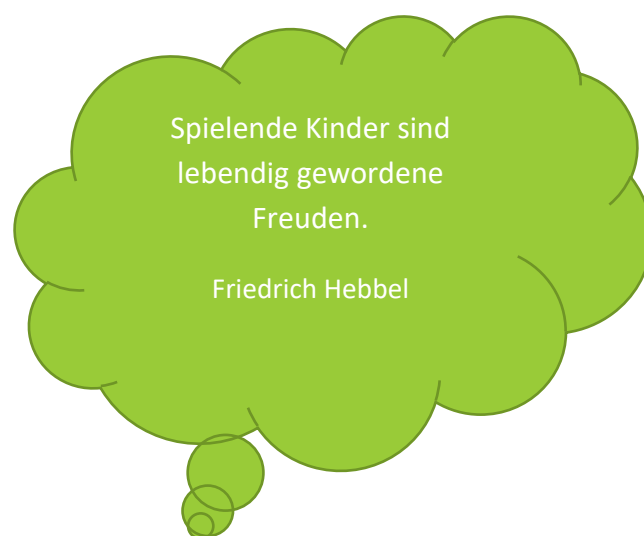 Spielende Kinder sind
lebendig gewordene
Freuden.
Friedrich Hebbel